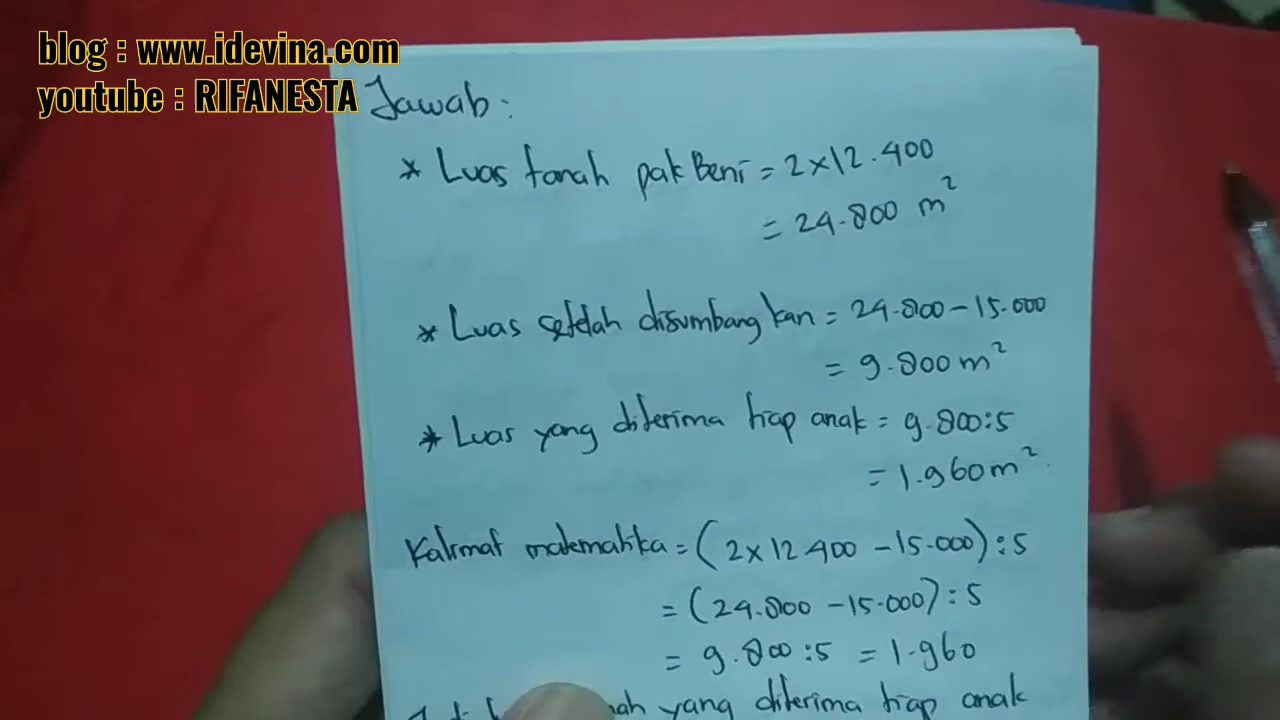 blog : www.idevina.com
youtube : RIFANESTA
Jawab :
* Luas tanah pak Beni = 2 x 12.400
= 24.800 m²
* Luas setelah disumbangkan = 24.800 - 15.000
= 9.800 m²
* Luas yang diterima tiap anak = 9.800 : 5
= 1.960 m²
Kalimat matematika = (2 x 12 400 - 15.000) : 5
= (24.800 - 15.000) : 5
= 9.800 : 5 = 1.960
yang diterima tiap anak